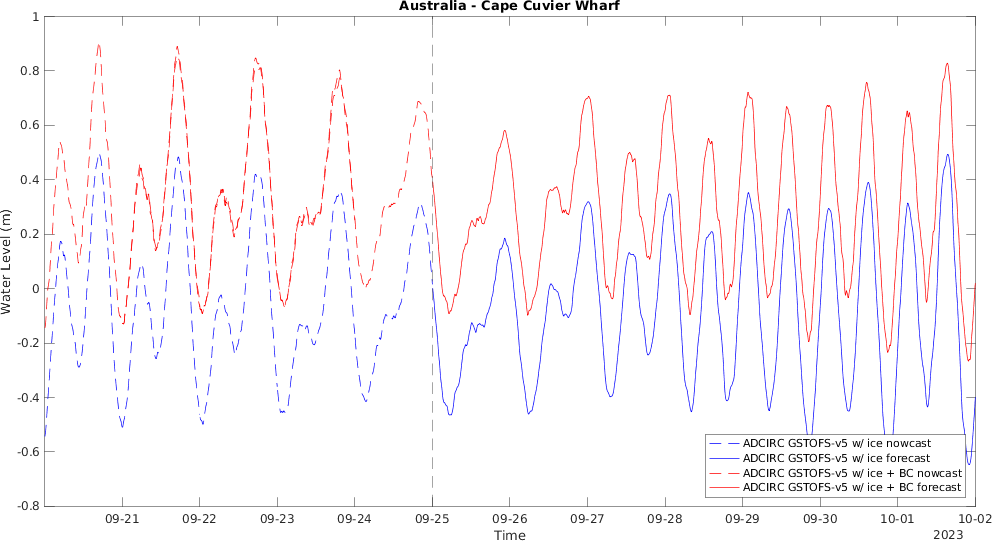 Australia - Cape Cuvier Wharf
1
0.8
0.6
0.4
0.2
0
-0.2
-0.4
-0.6
-0.8
Water Level (m)
09-21 09-22 09-23 09-24 09-25 09-26 09-27 09-28 09-29 09-30 10-01 10-02
2023
Time
ADCIRC GSTOFS-v5 w/ ice nowcast
ADCIRC GSTOFS-v5 w/ ice forecast
ADCIRC GSTOFS-v5 w/ ice + BC nowcast
ADCIRC GSTOFS-v5 w/ ice + BC forecast